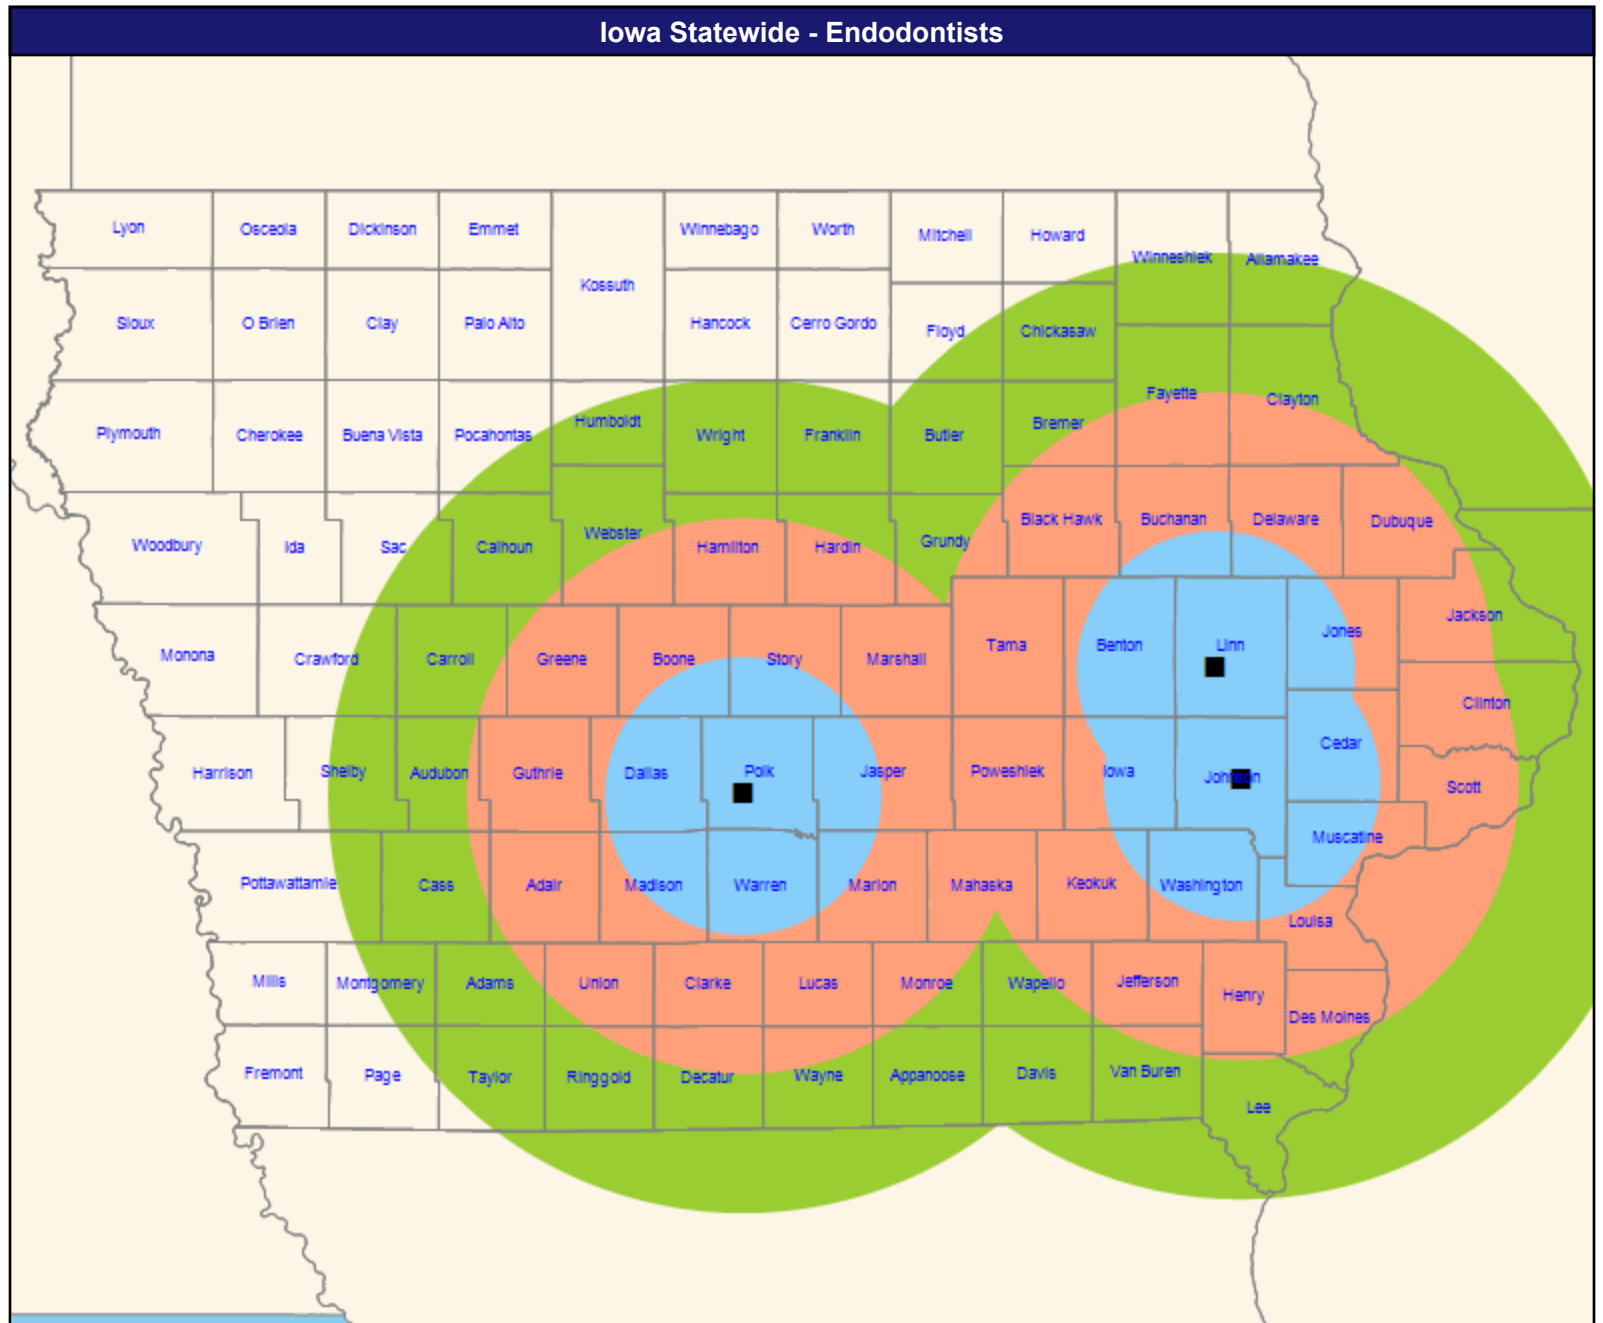 Iowa Statewide - Endodontists
Lyon
Osceola
Dickinson
Emmet
Winnebago
Worth
Mitchell
Howard
Winneshiek
Allamakee
Kossuth
Sioux
O Brien
Clay
Palo Alto
Hancock
Cerro Gordo
Floyd
Chickasaw
Fayette
Clayton
Plymouth
Cherokee
Buena Vista
Pocahontas
Humboldt
Wright
Franklin
Butler
Bremer
Woodbury
Ida
Sac
Calhoun
Webster
Hamilton
Hardin
Grundy
Black Hawk
Buchanan
Delaware
Dubuque
Monona
Crawford
Carroll
Greene
Boone
Story
Marshall
Tama
Benton
Linn
Jones
Jackson
Harrison
Shelby
Audubon
Guthrie
Dallas
Polk
Jasper
Poweshiek
Iowa
Johnson
Cedar
Clinton
Scott
Muscatine
Pottawattamie
Cass
Adair
Madison
Warren
Marion
Mahaska
Keokuk
Washington
Louisa
Mills
Montgomery
Adams
Union
Clarke
Lucas
Monroe
Wapello
Jefferson
Henry
Des Moines
Fremont
Page
Taylor
Ringgold
Decatur
Wayne
Appanoose
Davis
Van Buren
Lee